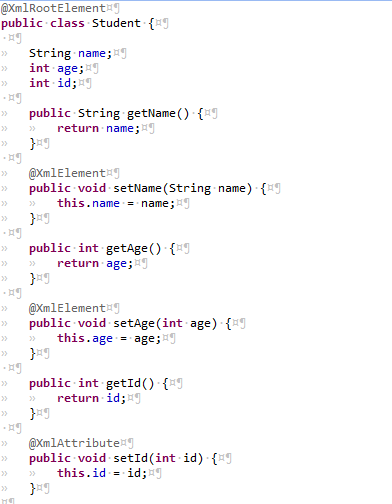 @XmlRootElement¤¶
public·class·Student·{¤¶
·¤¶
»	String·name;¤¶
»	int·age;¤¶
»	int·id;¤¶
·¤¶
»	public·String·getName()·{¤¶
»	»	return·name;¤¶
»	}¤¶
·¤¶
»	@XmlElement¤¶
»	public·void·setName(String·name)·{¤¶
»	»	this.name·=·name;¤¶
»	}¤¶
·¤¶
»	public·int·getAge()·{¤¶
»	»	return·age;¤¶
»	}¤¶
·¤¶
»	@XmlElement¤¶
»	public·void·setAge(int·age)·{¤¶
»	»	this.age·=·age;¤¶
»	}¤¶
·¤¶
»	public·int·getId()·{¤¶
»	»	return·id;¤¶
»	}¤¶
·¤¶
»	@XmlAttribute¤¶
»	public·void·setId(int·id)·{¤¶
»	»	this.id·=·id;¤¶
»	}¤¶